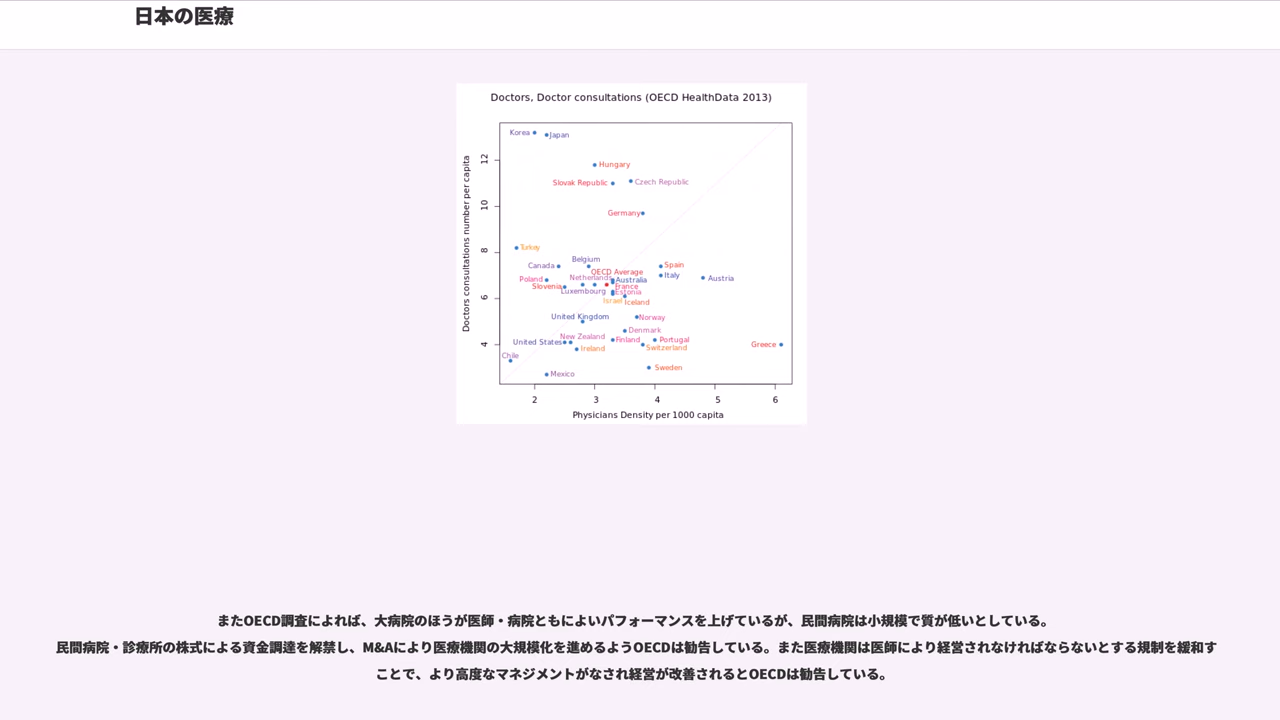 日本の医療
Doctors, Doctor consultations (OECD HealthData 2013)
Korea
Japan
Hungary
Slovak Republic
Czech Republic
Germany
Turkey
Belgium
Canada
Spain
OECD Average
Italy
Netherlands
Austria
Poland
Australia
Slovenia
France
Luxembourg
Estonia
Israel
Iceland
United Kingdom
Norway
Denmark
New Zealand
United States
Finland
Portugal
Ireland
Switzerland
Greece
Chile
Sweden
Mexico
Doctors consultations number per capita
12
10
8
6
4
2
3
4
5
6
Physicians Density per 1000 capita
またOECD調査によれば、大病院のほうが医師・病院ともによいパフォーマンスを上げているが、民間病院は小規模で質が低いとしている。
民間病院・診療所の株式による資金調達を解禁し、M&Aにより医療機関の大規模化を進めるようOECDは勧告している。また医療機関は医師により経営されなければならないとする規制を緩和す
ことで、より高度なマネジメントがなされ経営が改善されるとOECDは勧告している。